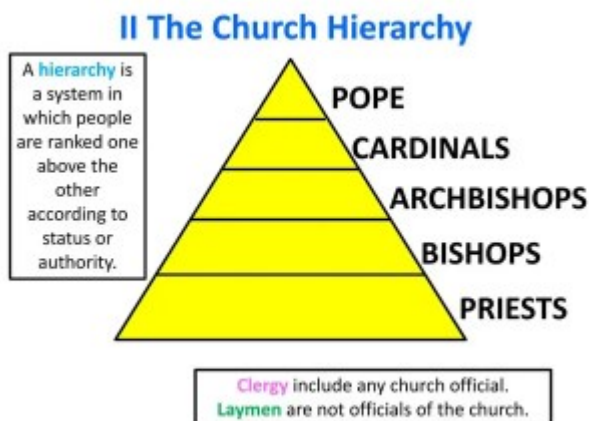 II The Church Hierarchy
A hierarchy is
a system in
which people
are ranked one
above the
other
according to
status or
authority.
POPE
CARDINALS
ARCHBISHOPS
BISHOPS
PRIESTS
Clergy include any church official.
Laymen are not officials of the church.